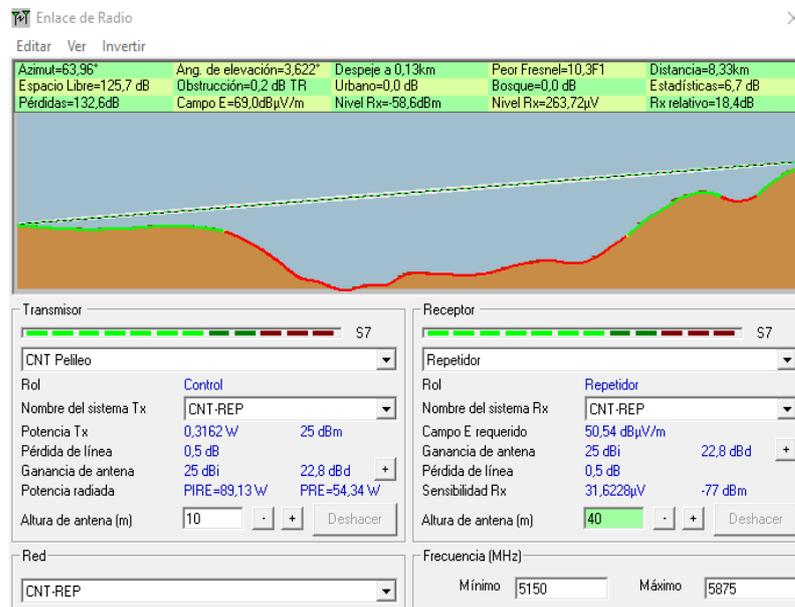 Enlace de Radio
Editar Ver Invertir
Azimut=63,96° Ang. de elevación=3,622° Despeje a 0,13km Peor Fresnel=10,3F1 Distancia=8,33km
Espacio Libre=125,7 dB Obstrucción=0,2 dB TR Urbano=0,0 dB Bosque=0,0 dB Estadísticas=6,7 dB
Pérdidas=132,6dB Campo E=69,0dBµV/m Nivel Rx=-58,6dBm Nivel Rx=263,72µV Rx relativo=18,4dB
Transmisor
S7
CNT Pelileo
Rol Control
Nombre del sistema Tx CNT-REP
Potencia Tx 0,3162 W 25 dBm
Pérdida de línea 0,5 dB
Ganancia de antena 25 dBi 22,8 dBd +
Potencia radiada PIRE=89,13 W PRE=54,34 W
Altura de antena (m) 10 - + Deshacer
Red
CNT-REP
Receptor
S7
Repetidor
Rol Repetidor
Nombre del sistema Rx CNT-REP
Campo E requerido 50,54 dBµV/m
Ganancia de antena 25 dBi 22,8 dBd +
Pérdida de línea 0,5 dB
Sensibilidad Rx 31,6228µV -77 dBm
Altura de antena (m) 40 - + Deshacer
Frecuencia (MHz)
Mínimo 5150 Máximo 5875